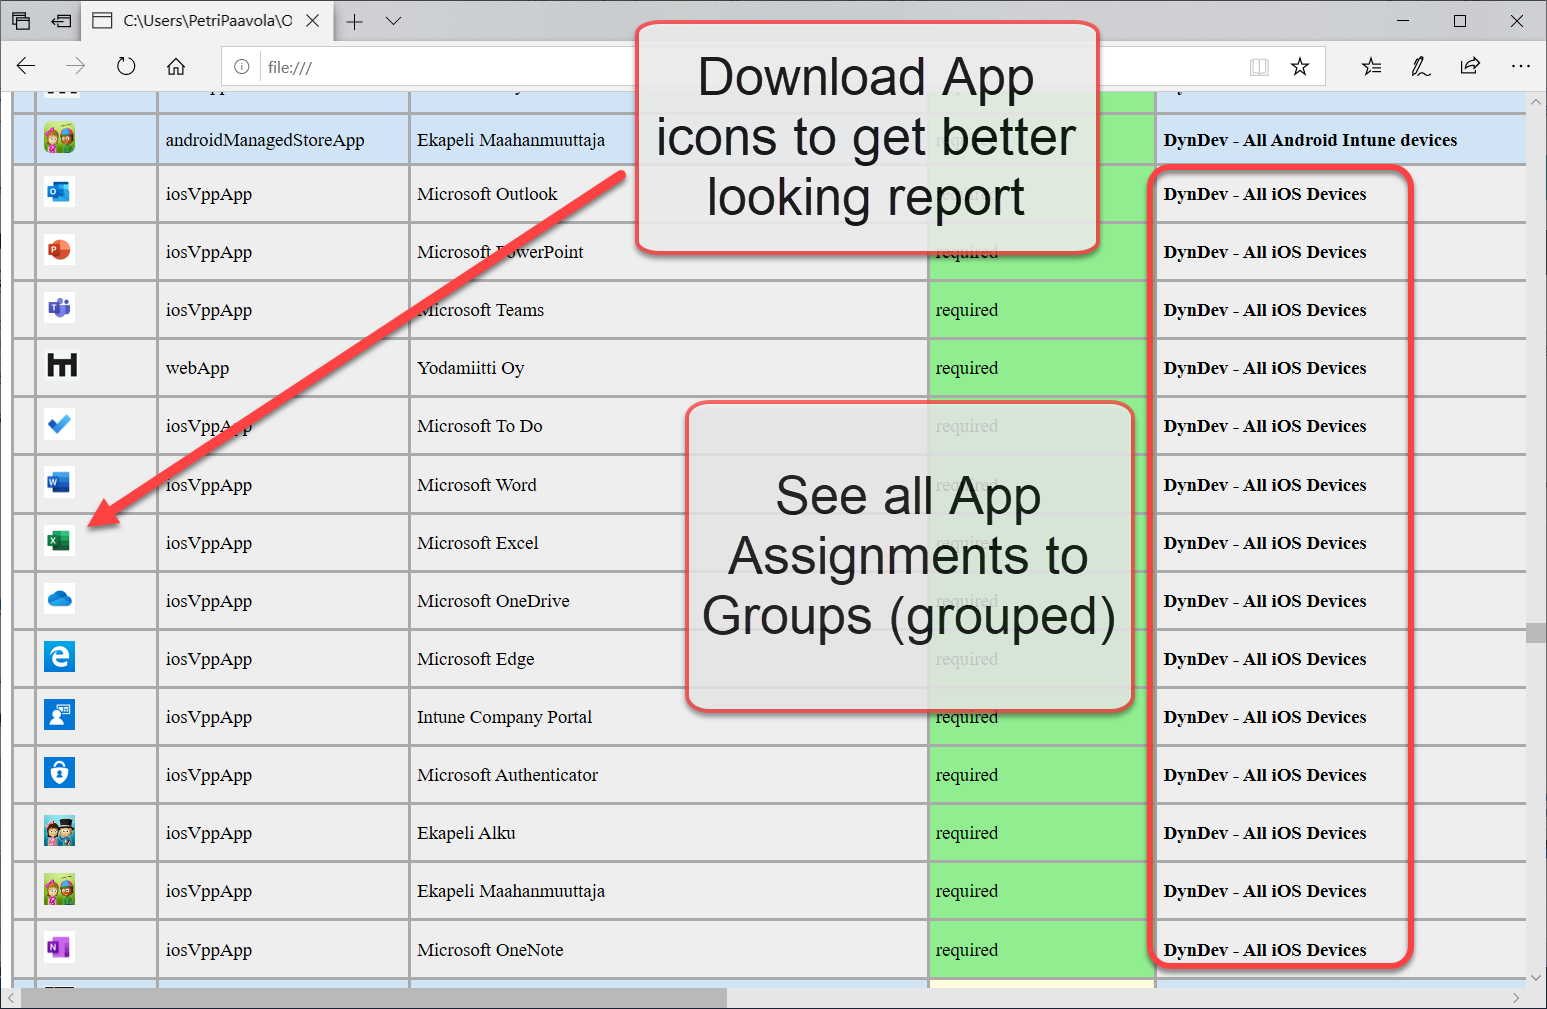 C:\Users\PetriPaavola\O
file:///
Download App
icons to get better
looking report
androidManagedStoreApp Ekapeli Maahanmuuttaja DynDev - All Android Intune devices
iosVppApp Microsoft Outlook required DynDev - All iOS Devices
iosVppApp Microsoft PowerPoint required DynDev - All iOS Devices
iosVppApp Microsoft Teams required DynDev - All iOS Devices
webApp Yodamiitti Oy required DynDev - All iOS Devices
iosVppApp Microsoft To Do required DynDev - All iOS Devices
iosVppApp Microsoft Word required DynDev - All iOS Devices
See all App
Assignments to
Groups (grouped)
iosVppApp Microsoft Excel required DynDev - All iOS Devices
iosVppApp Microsoft OneDrive required DynDev - All iOS Devices
iosVppApp Microsoft Edge required DynDev - All iOS Devices
iosVppApp Intune Company Portal required DynDev - All iOS Devices
iosVppApp Microsoft Authenticator required DynDev - All iOS Devices
iosVppApp Ekapeli Alku required DynDev - All iOS Devices
iosVppApp Ekapeli Maahanmuuttaja required DynDev - All iOS Devices
iosVppApp Microsoft OneNote required DynDev - All iOS Devices